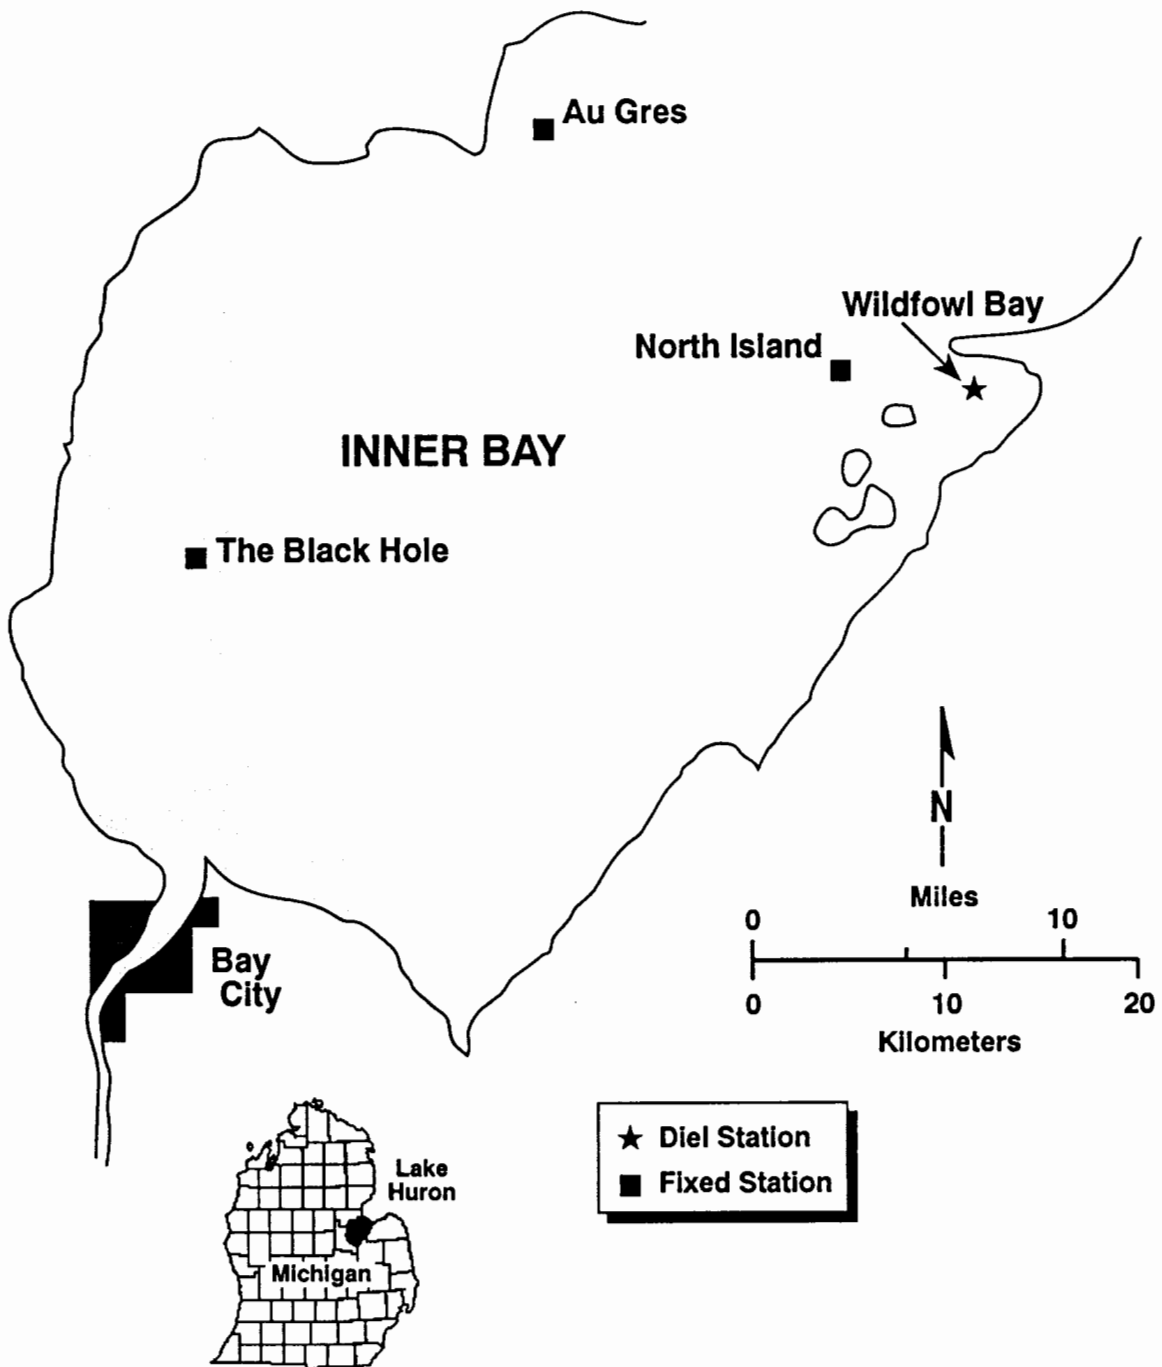 Au Gres
Wildfowl Bay
North Island
INNER BAY
The Black Hole
N
Miles
0 10
0 10 20
Kilometers
Bay
City
Lake
Huron
Michigan
Diel Station
Fixed Station